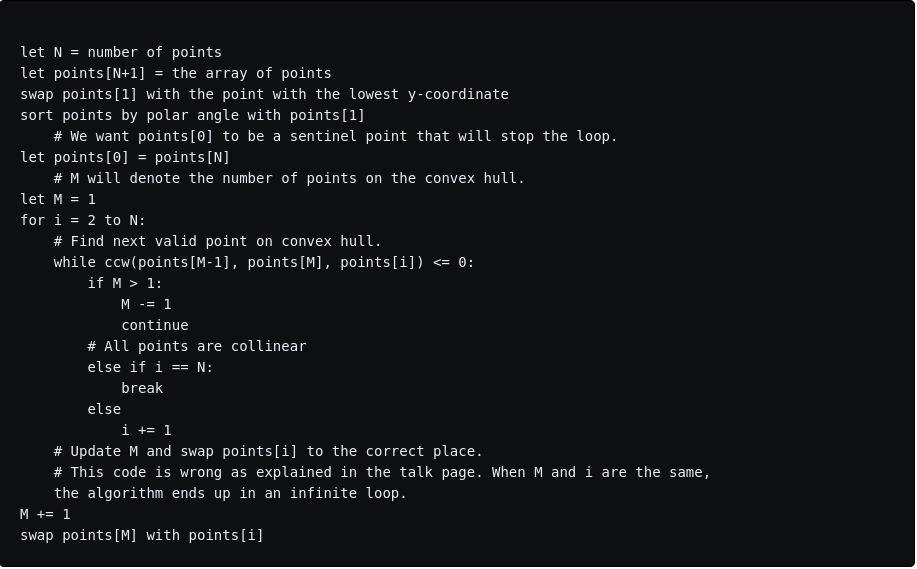 let N = number of points
let points[N+1] = the array of points
swap points[1] with the point with the lowest y-coordinate
sort points by polar angle with points[1]
    # We want points[0] to be a sentinel point that will stop the loop.
let points[0] = points[N]
    # M will denote the number of points on the convex hull.
let M = 1
for i = 2 to N:
    # Find next valid point on convex hull.
    while ccw(points[M-1], points[M], points[i]) <= 0:
        if M > 1:
            M -= 1
            continue
        # All points are collinear
        else if i == N:
            break
        else
            i += 1
    # Update M and swap points[i] to the correct place.
    # This code is wrong as explained in the talk page. When M and i are the same,
    the algorithm ends up in an infinite loop.
M += 1
swap points[M] with points[i]